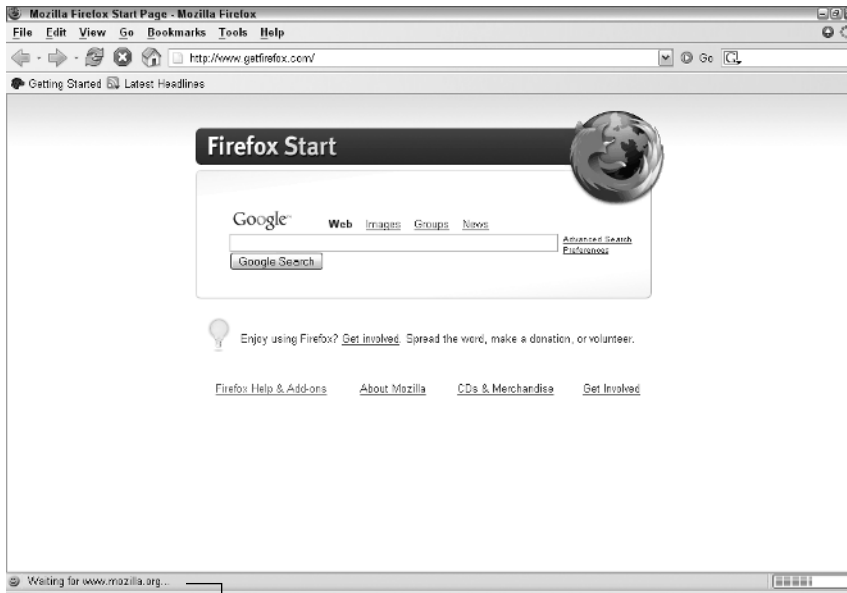 Mozilla Firefox Start Page - Mozilla Firefox
File Edit View Go Bookmarks Tools Help
http://www.getfirefox.com/ Go G
Getting Started Latest Headlines
Firefox Start
Google Web Images Groups News
Advanced Search
Preferences
Google Search
Enjoy using Firefox? Get involved. Spread the word, make a donation, or volunteer.
Firefox Help & Add-ons About Mozilla CDs & Merchandise Get Involved
Waiting for www.mozilla.org...